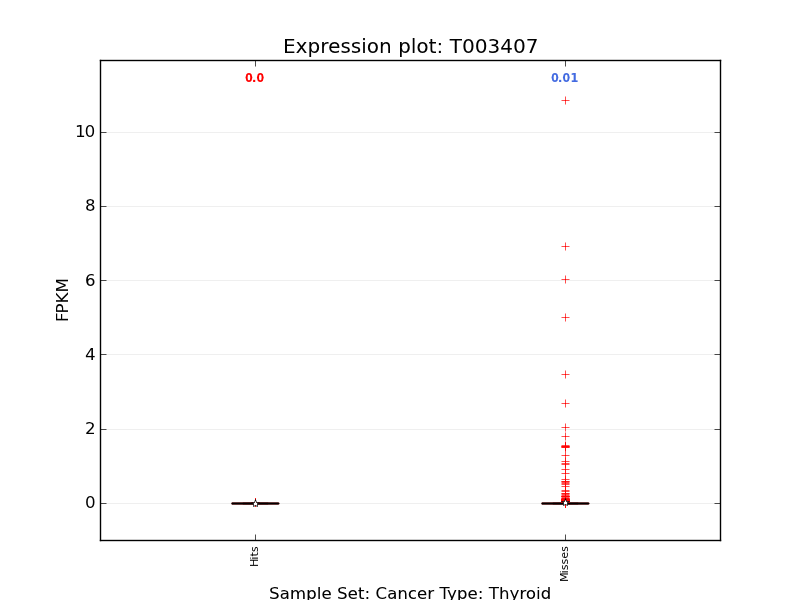 Expression plot: T003407
0.0
0.01
10
8
6
4
2
0
FPKM
Hits
Misses
Sample Set: Cancer Type: Thyroid